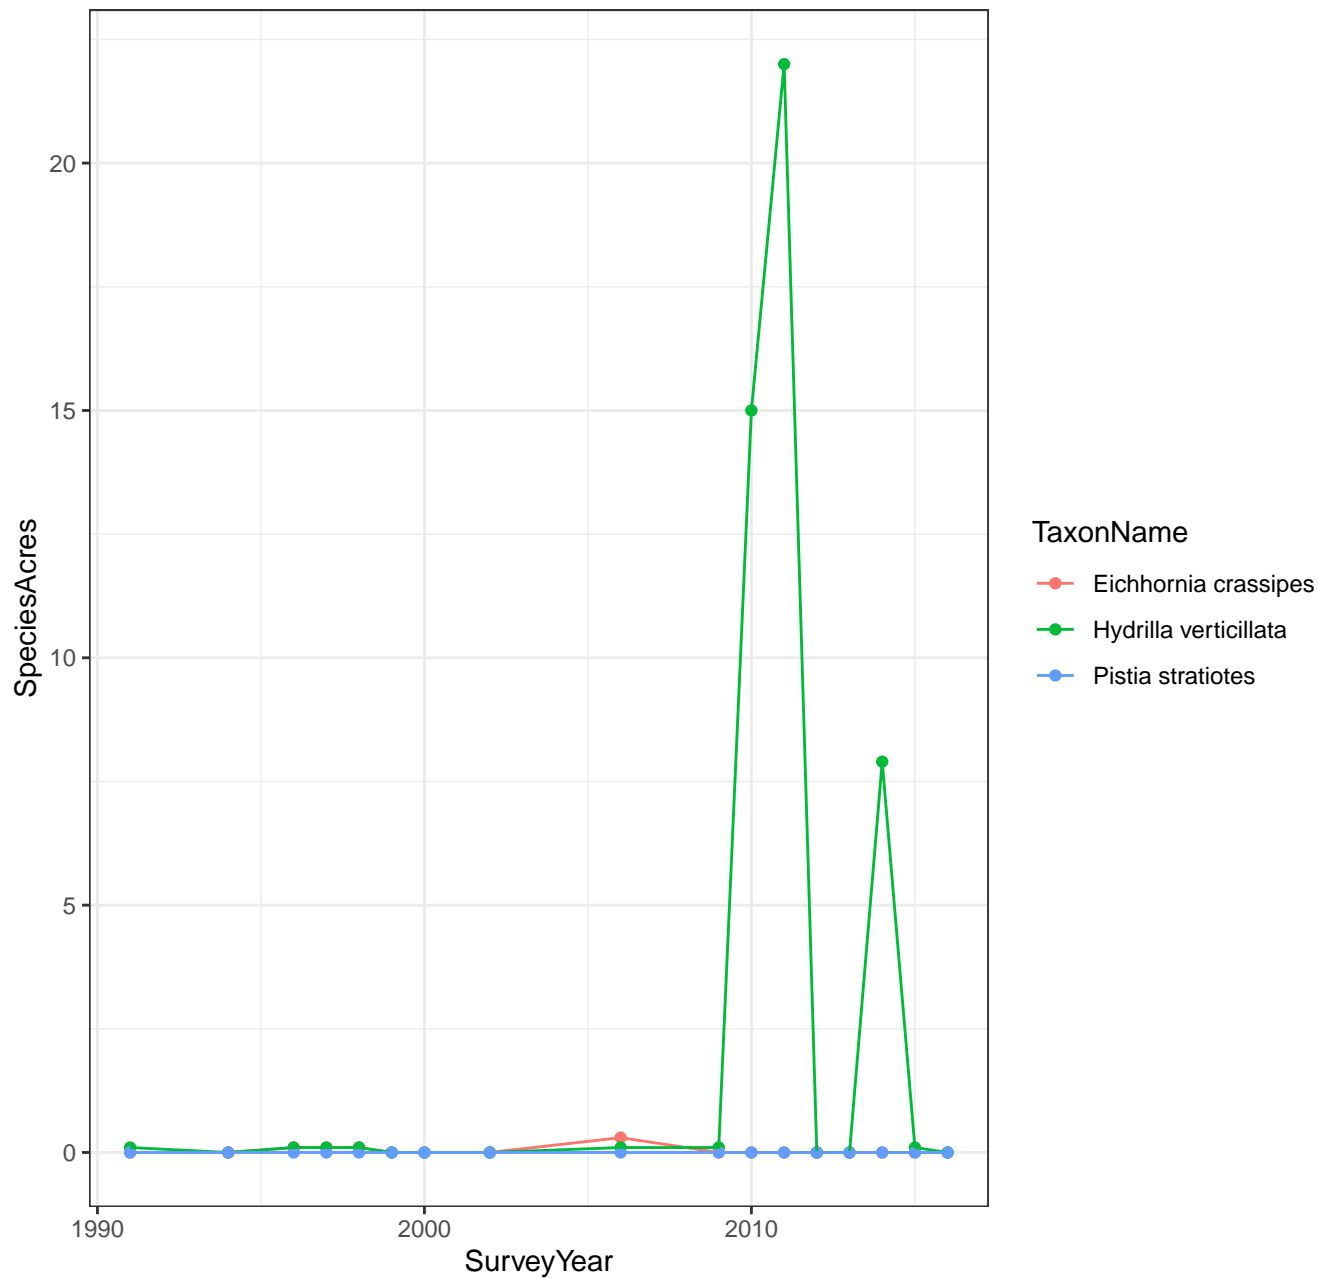 SpeciesAcres
20
15
10
5
0
1990
2000
2010
SurveyYear
TaxonName
Eichhornia crassipes
Hydrilla verticillata
Pistia stratiotes